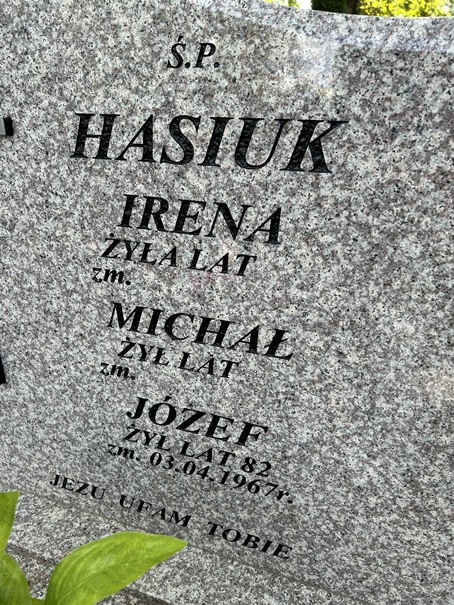 Ś.P.
HASIUK
IRENA
ŻYŁA LAT
zm.
MICHAŁ
ŻYŁ LAT
zm.
JÓZEF
ŻYŁ LAT 82
zm. 03.04.1967r.
JEZU UFAM TOBIE